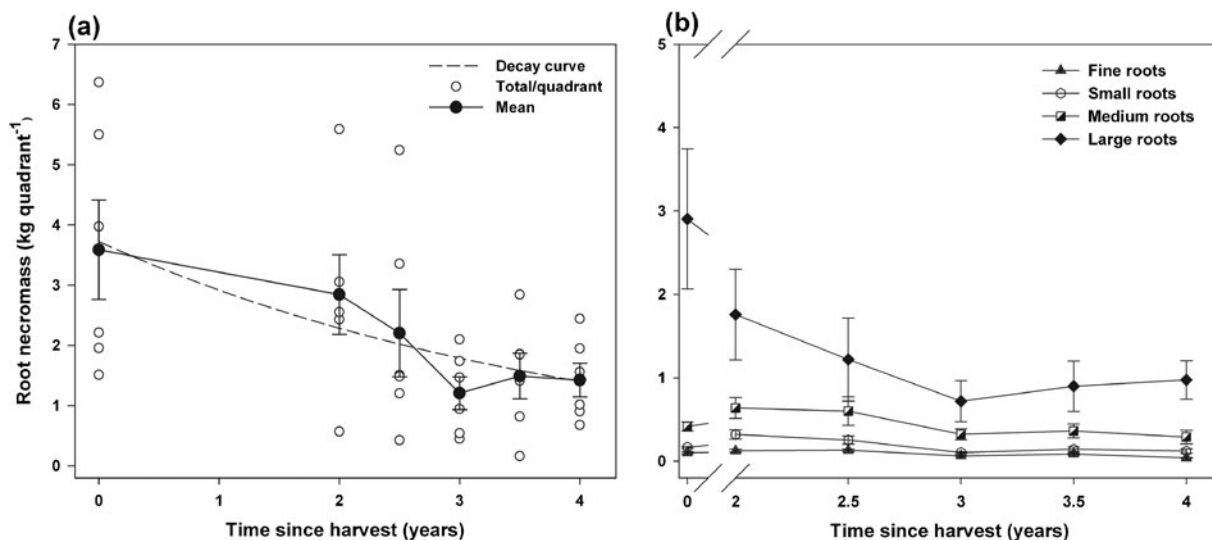 (a)
7
6
5
4
3
2
1
0
Root necromass (kg quadrant⁻¹)
Decay curve
Total/quadrant
Mean
0 1 2 3 4
Time since harvest (years)
(b)
5
4
3
2
1
0
Fine roots
Small roots
Medium roots
Large roots
0 2 2.5 3 3.5 4
Time since harvest (years)